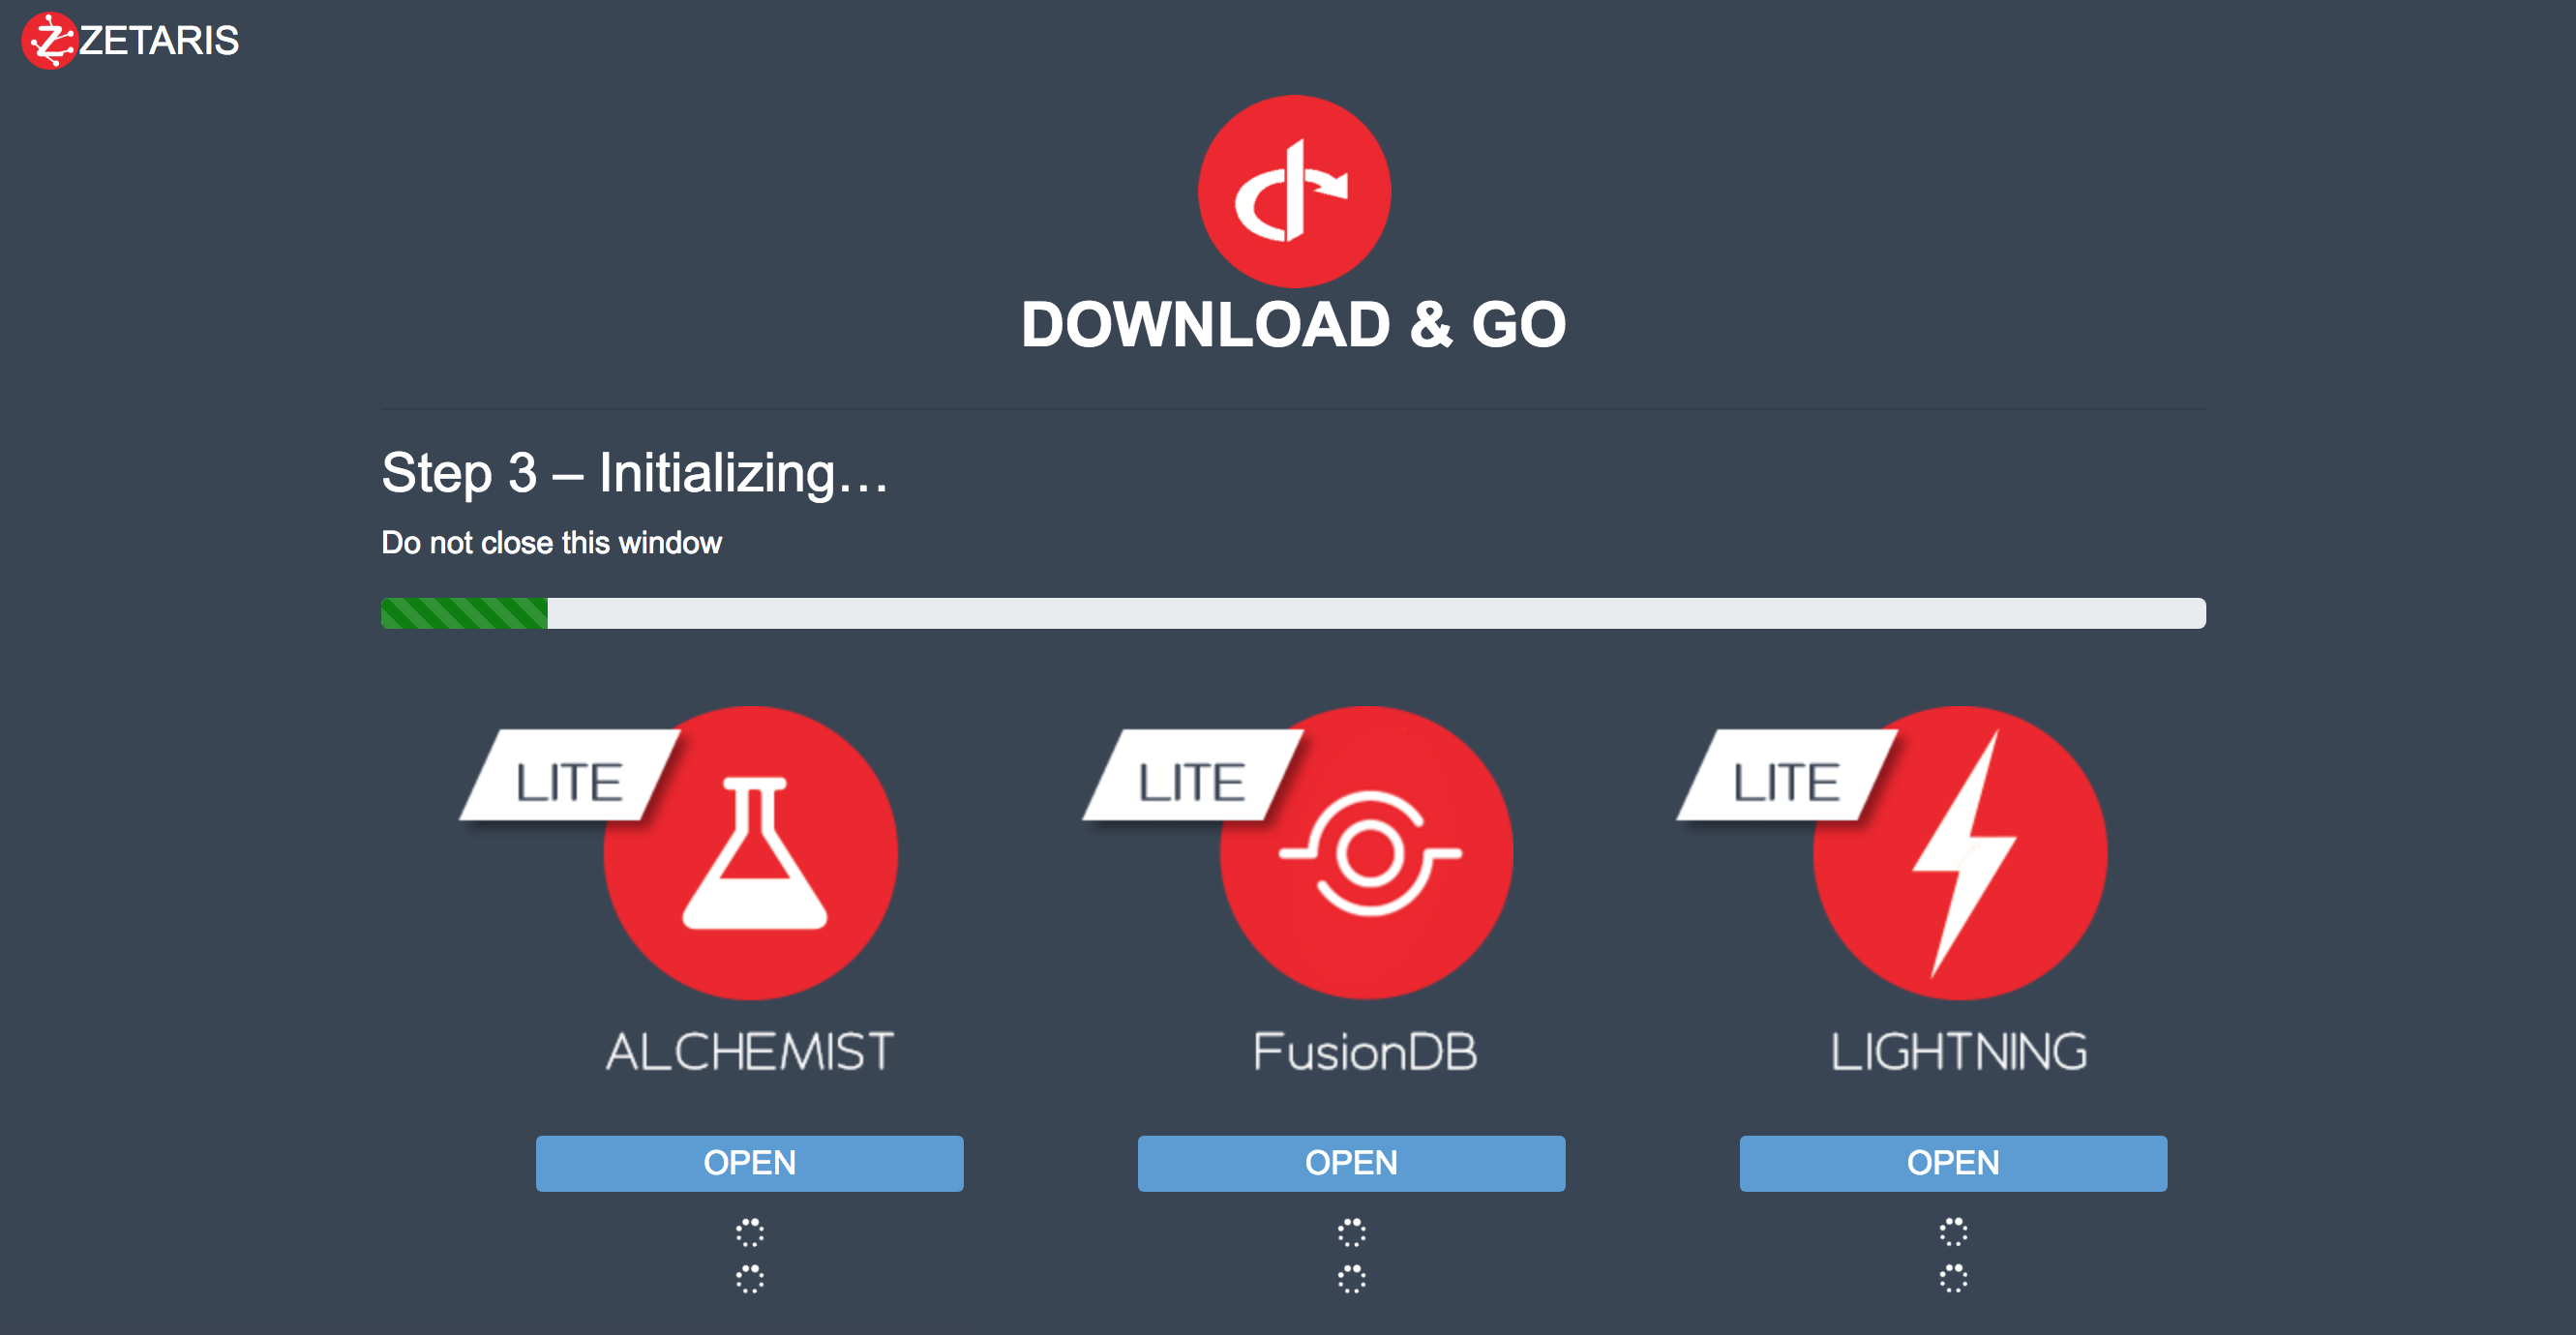 ZETARIS
DOWNLOAD & GO
Step 3 – Initializing...
Do not close this window
LITE
LITE
LITE
ALCHEMIST
FusionDB
LIGHTNING
OPEN
OPEN
OPEN